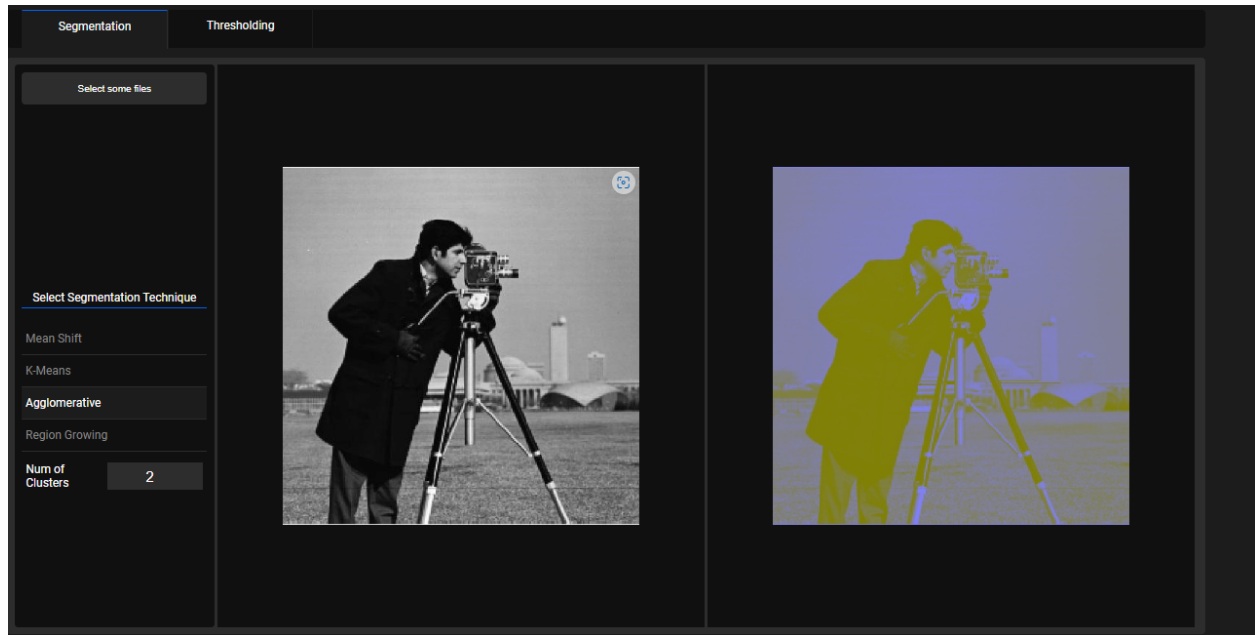 Segmentation
Thresholding
Select some files
Select Segmentation Technique
Mean Shift
K-Means
Agglomerative
Region Growing
Num of
Clusters
2